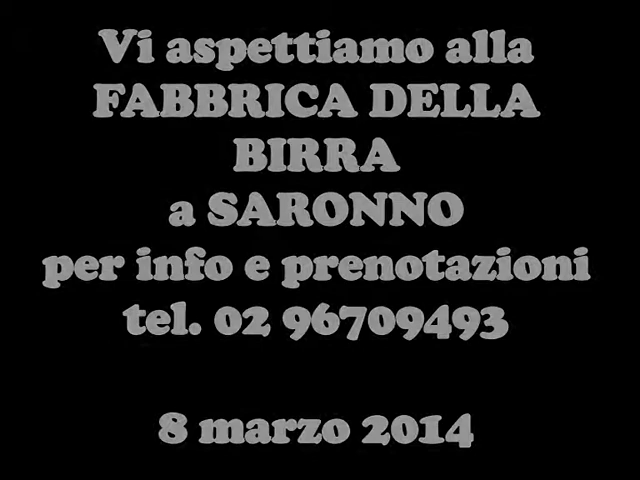 Vi aspettiamo alla
FABBRICA DELLA
BIRRA
a SARONNO
per info e prenotazioni
tel. 02 96709493
8 marzo 2014